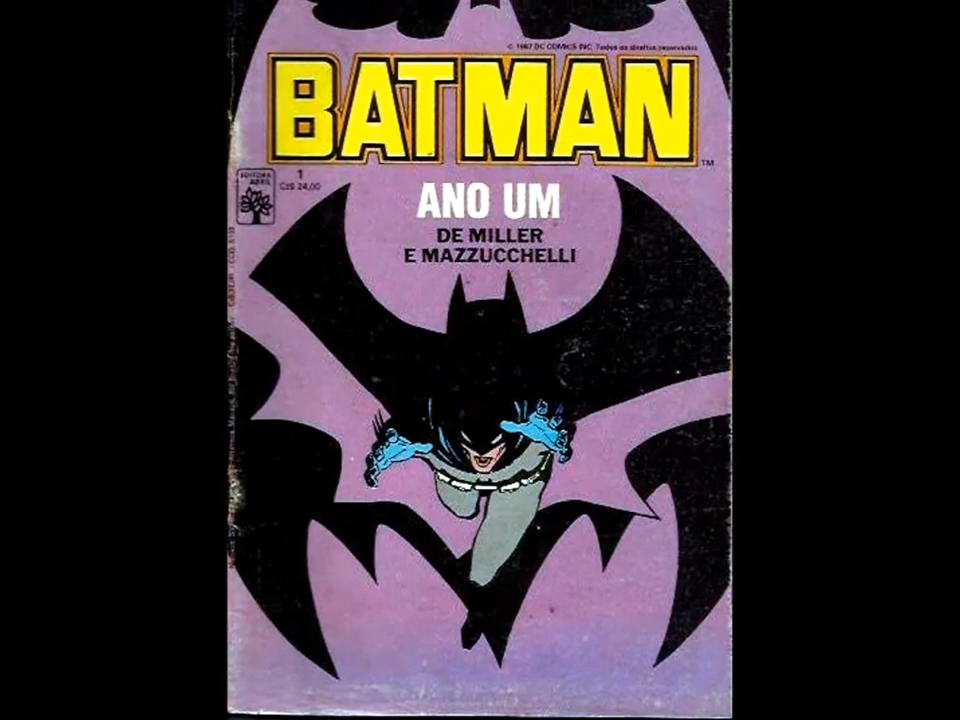 © 1987 DC COMICS INC. Todos os direitos reservados
BATMAN
TM
EDITORA
ABRIL
1
Cz$ 24,00
ANO UM
DE MILLER
E MAZZUCCHELLI